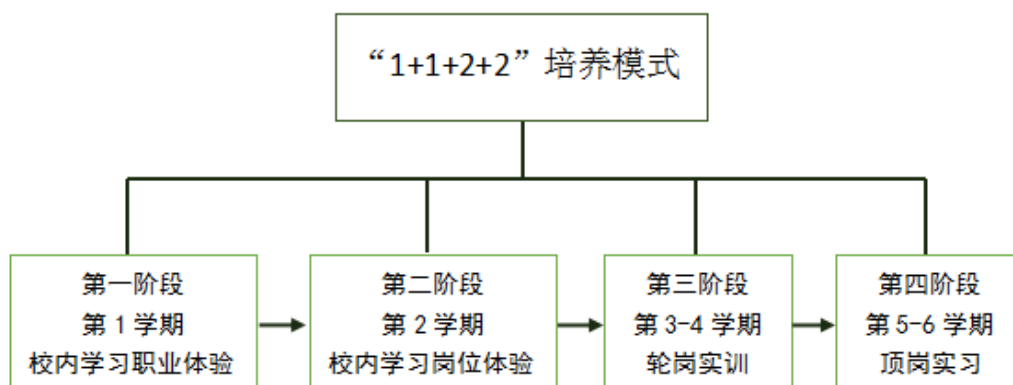 “1+1+2+2”培养模式
第一阶段
第 1 学期
校内学习职业体验
第二阶段
第 2 学期
校内学习岗位体验
第三阶段
第 3-4 学期
轮岗实训
第四阶段
第 5-6 学期
顶岗实习